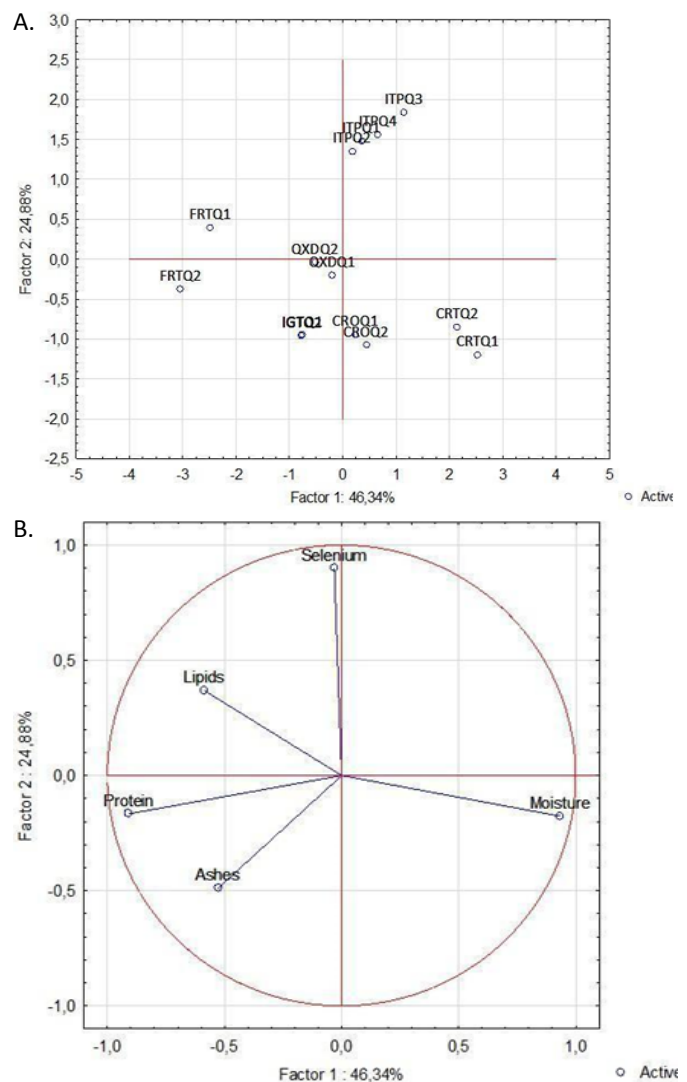 A.
3,0
2,5
2,0
1,5
1,0
0,5
0,0
-0,5
-1,0
-1,5
-2,0
-2,5
Factor 2: 24,88%
ITPQ3
ITPQ4
ITPQ1
ITPQ2
FRTQ1
QXDQ2
QXDQ1
FRTQ2
CROQ1
CROQ2
CRTQ2
CRTQ1
-5 -4 -3 -2 -1 0 1 2 3 4 5
Factor 1: 46,34%
Active
B.
1,0
0,5
0,0
-0,5
-1,0
Factor 2 : 24,88%
Selenium
Lipids
Protein
Moisture
Ashes
-1,0 -0,5 0,0 0,5 1,0
Factor 1 : 46,34%
Active